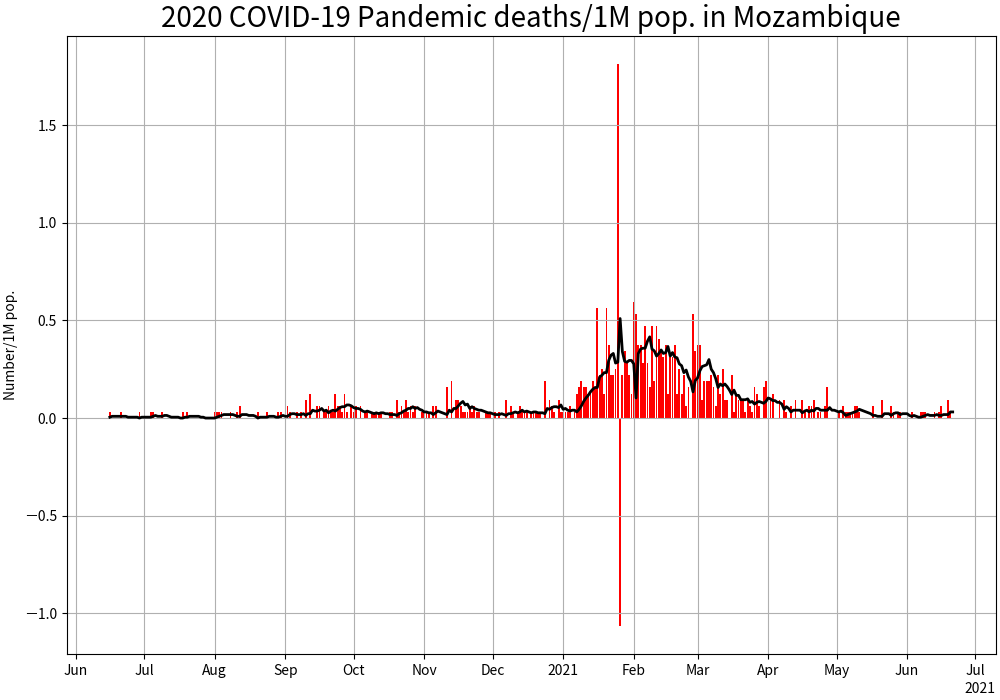 2020 COVID-19 Pandemic deaths/1M pop. in Mozambique
Number/1M pop.
1.5
1.0
0.5
0.0
−0.5
−1.0
Jun Jul Aug Sep Oct Nov Dec 2021 Feb Mar Apr May Jun Jul
2021